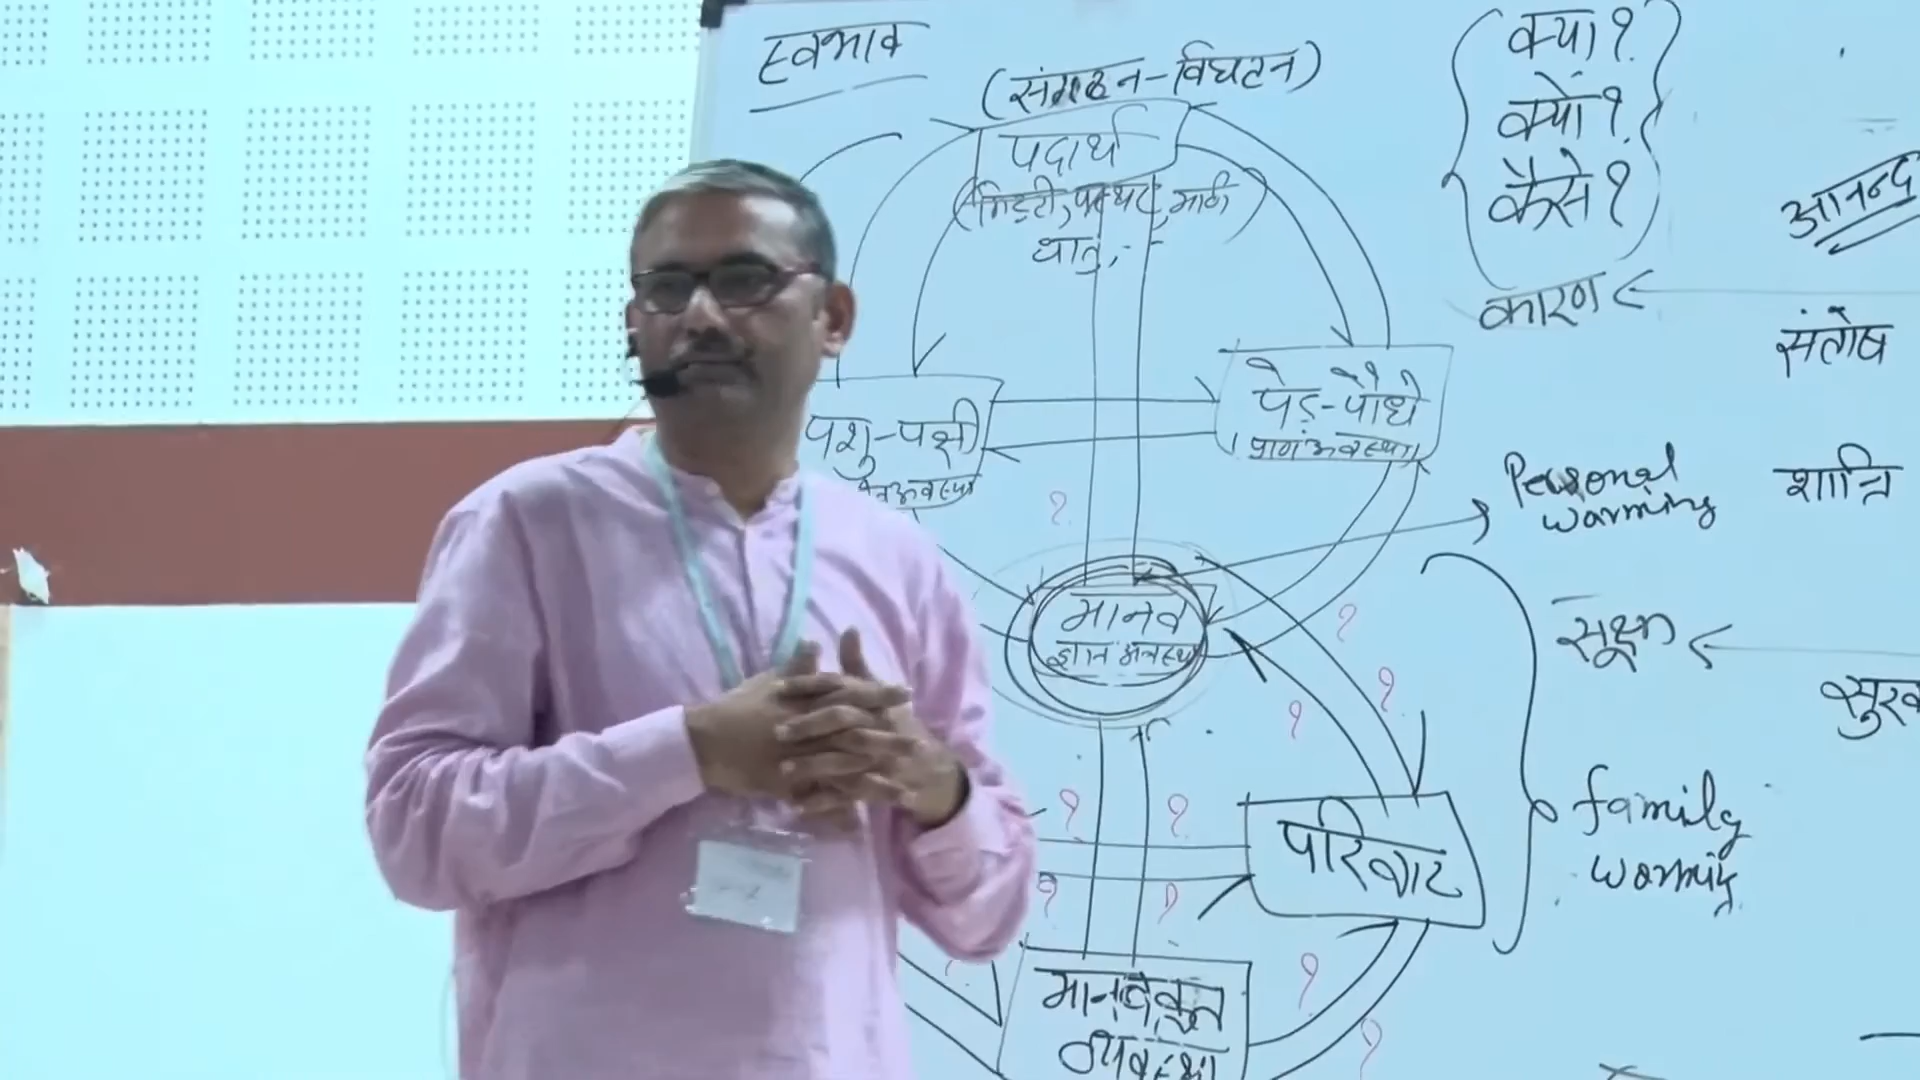 स्वभाव
(संगठन-विघटन)
पदार्थ
(मिट्टी, पत्थर, मणि
धातु, --
पशु-पक्षी
जीव अवस्था
पेड़-पौधे
(प्राण अवस्था)
मानव
ज्ञान अवस्था
परिवार
मानवकृत
व्यवस्था
क्या?
क्यों?
कैसे?
कारण
Personal
warming
सूक्ष्म
family
warming
आनन्द
संतोष
शान्ति
सुख